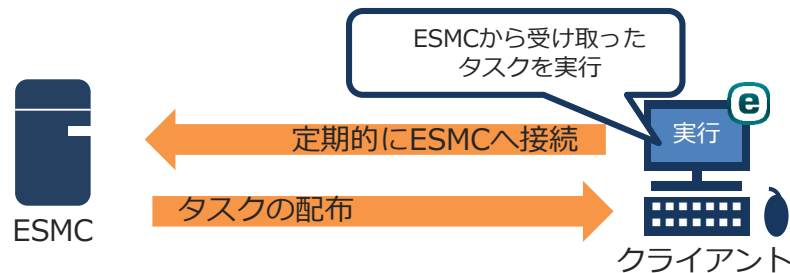 ESMCから受け取った
タスクを実行
e
実行
定期的にESMCへ接続
タスクの配布
ESMC
クライアント